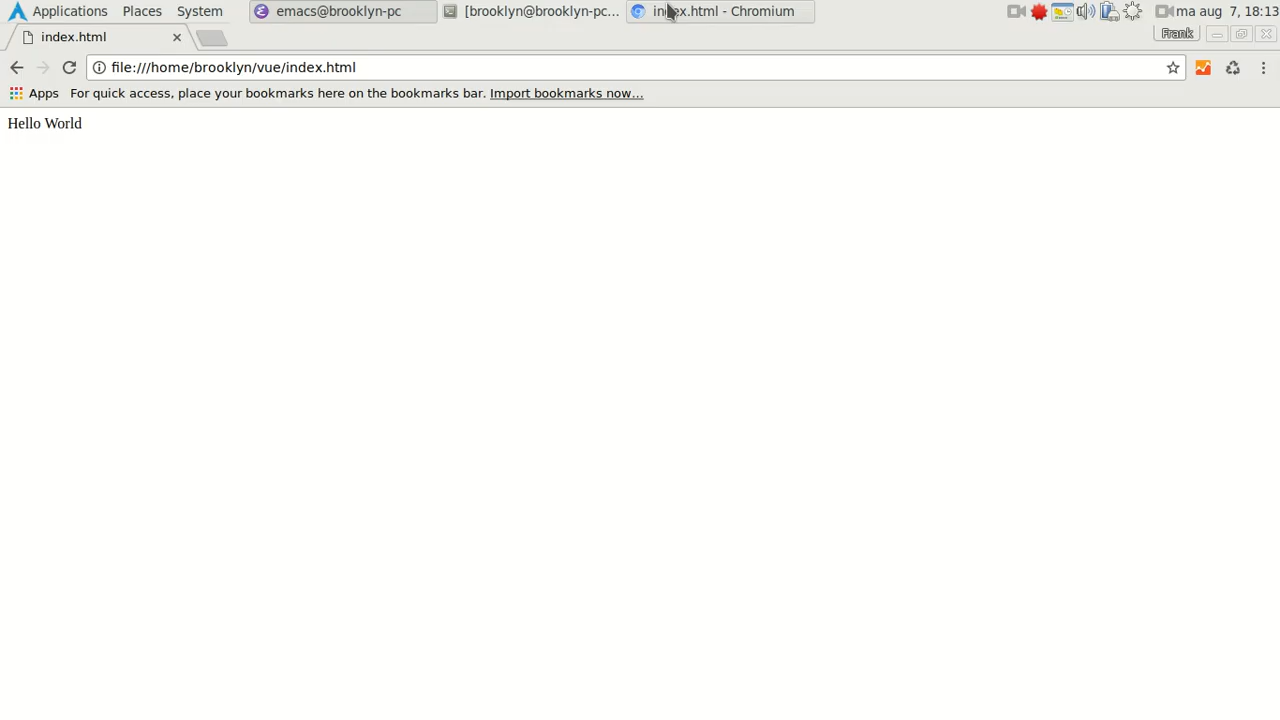 Applications Places System emacs@brooklyn-pc [brooklyn@brooklyn-pc... index.html - Chromium ma aug 7, 18:13
index.html Frank
file:///home/brooklyn/vue/index.html
Apps For quick access, place your bookmarks here on the bookmarks bar. Import bookmarks now...
Hello World